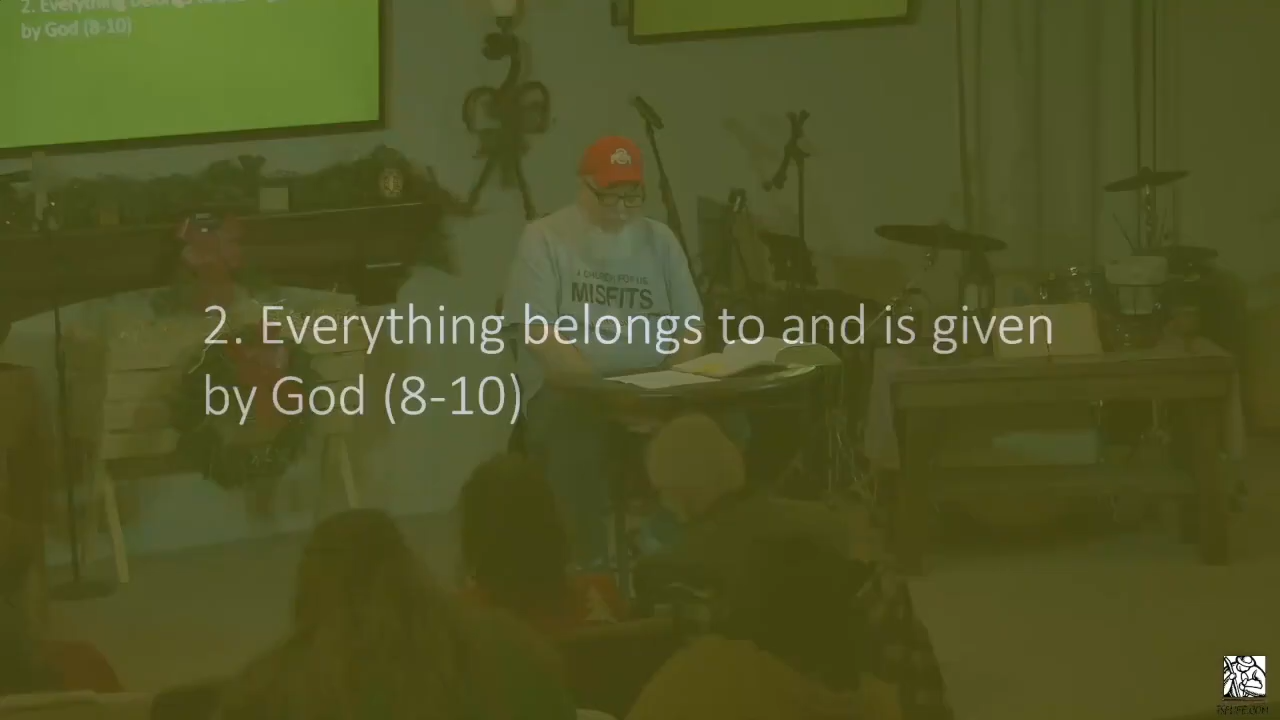 by God (8-10)
A CHURCH FOR US
MISFITS
2. Everything belongs to and is given
by God (8-10)